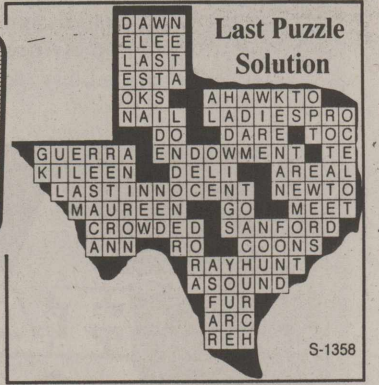 Last Puzzle
Solution
DAWN
ELEE
LAST
ESTA
OKS AHAWKTO
NAIL LADIESPRO
DO DARE TOC
GUERRA ENDOWMENT TE
KILEEN DELI AREAL
LASTINNOCENT NEWTO
MAUREEN GO MEET
CROWDED SANFORD
ANN RO COONS
RAYHUNT
ASOUND
FUR
ARC
REH
S-1358